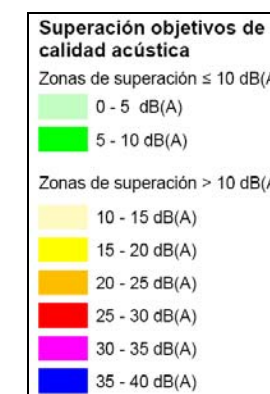 Superación objetivos de
calidad acústica
Zonas de superación ≤ 10 dB(A
0 - 5 dB(A)
5 - 10 dB(A)
Zonas de superación > 10 dB(A
10 - 15 dB(A)
15 - 20 dB(A)
20 - 25 dB(A)
25 - 30 dB(A)
30 - 35 dB(A)
35 - 40 dB(A)